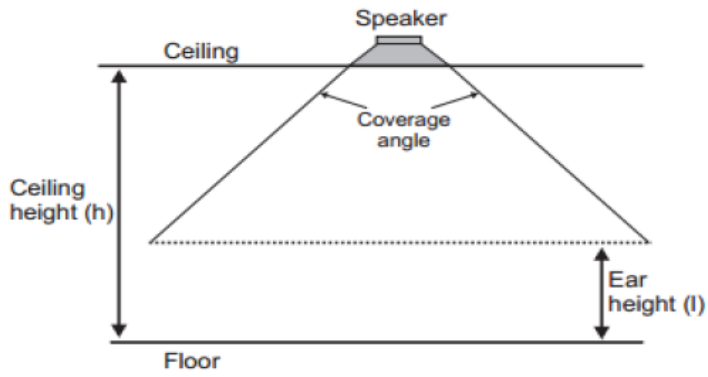 Speaker
Ceiling
Coverage
angle
Ceiling
height (h)
Ear
height (l)
Floor